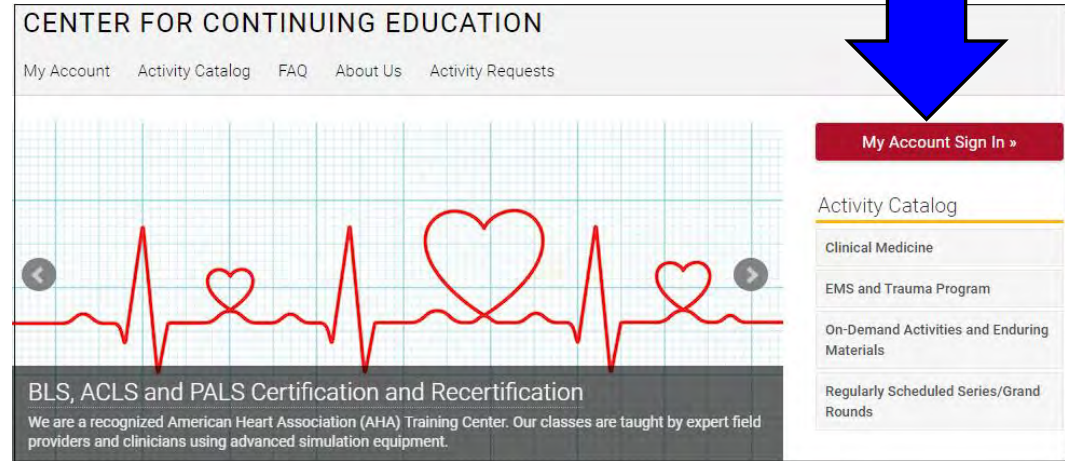 CENTER FOR CONTINUING EDUCATION
My Account Activity Catalog FAQ About Us Activity Requests
My Account Sign In »
Activity Catalog
Clinical Medicine
EMS and Trauma Program
On-Demand Activities and Enduring
Materials
Regularly Scheduled Series/Grand
Rounds
BLS, ACLS and PALS Certification and Recertification
We are a recognized American Heart Association (AHA) Training Center. Our classes are taught by expert field
providers and clinicians using advanced simulation equipment.